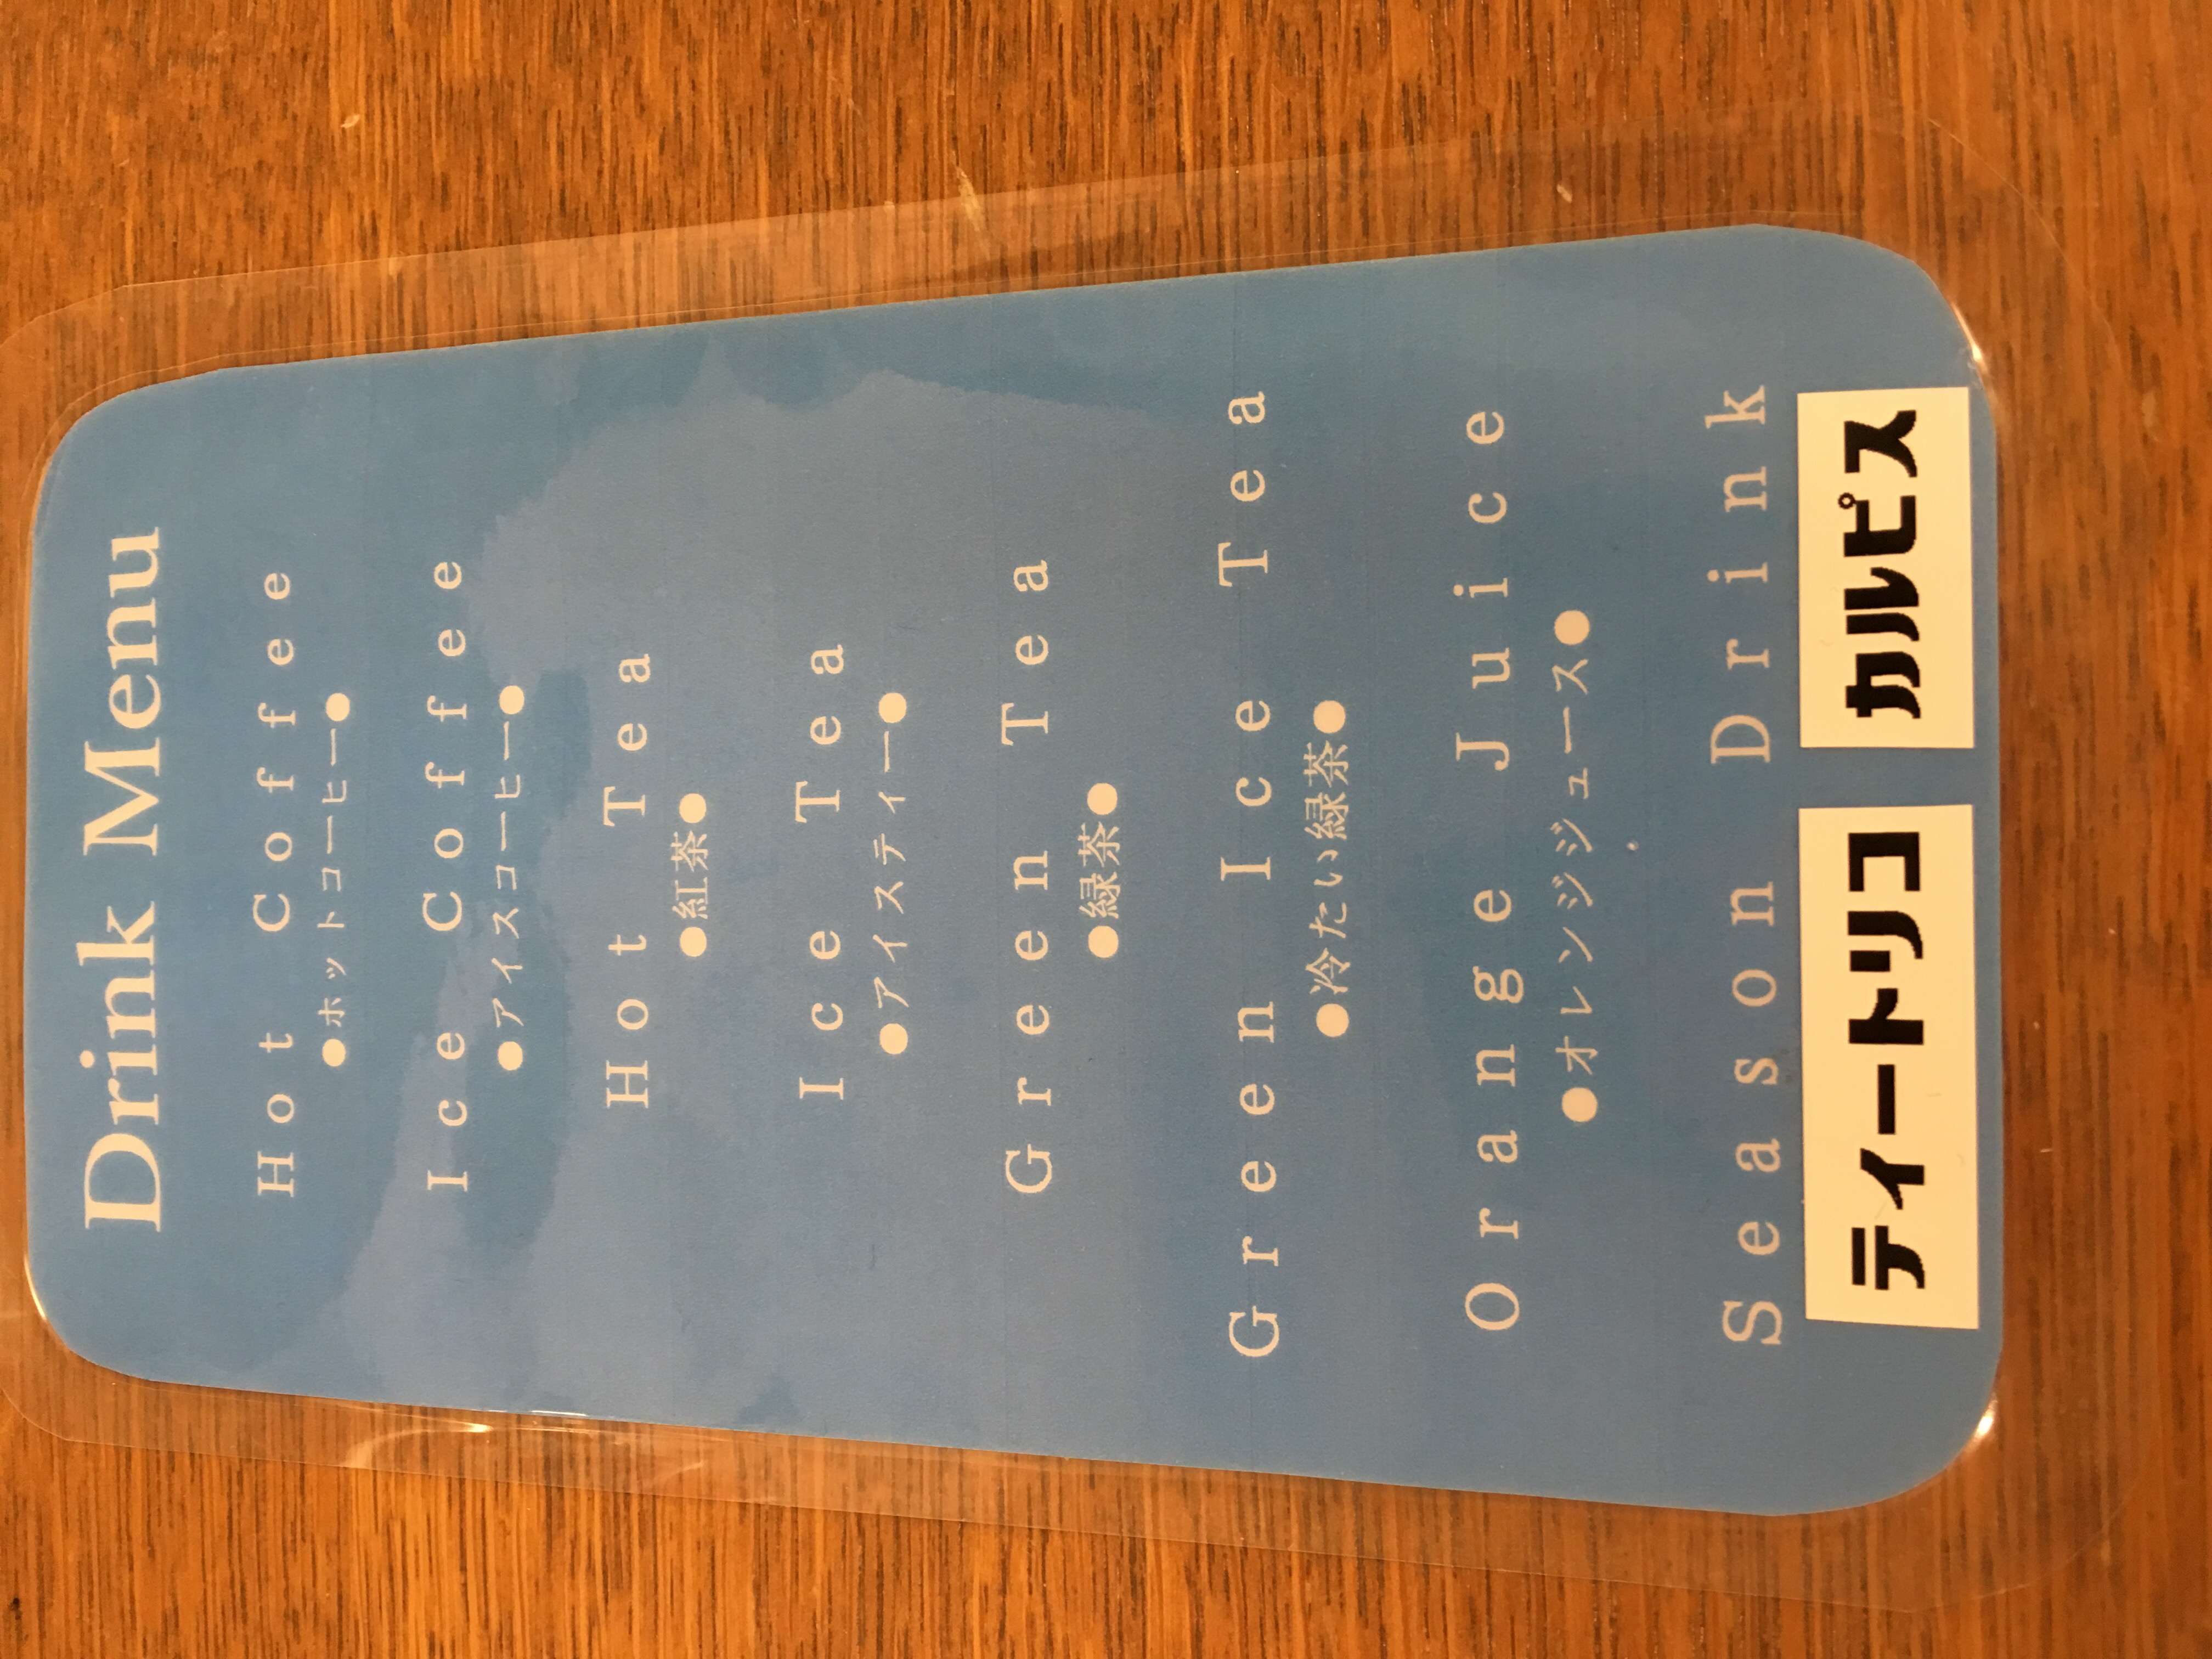 Drink Menu
Hot Coffee
●ホットコーヒー●
Ice Coffee
●アイスコーヒー●
Hot Tea
●紅茶●
Ice Tea
●アイスティー●
Green Tea
●緑茶●
Green Ice Tea
●冷たい緑茶●
Orange Juice
●オレンジジュース●
Season Drink
ティートリコ カルピス